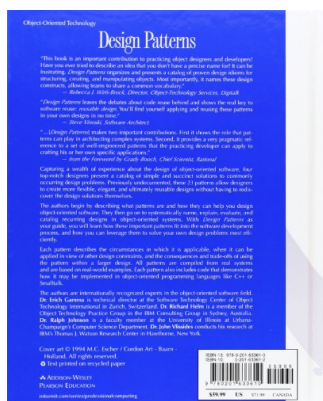 Object-Oriented Technology
Design Patterns
"This book is an important contribution to practicing object designers and developers!
Have you ever tried to describe an idea that you don't have a precise name for? It can be
frustrating. Design Patterns organizes and presents a catalog of proven design tokens for
structuring, creating, and manipulating objects. Most importantly, it names these design
constructs, allowing teams to share a common vocabulary."
— Rebecca J. Wirfs-Brock, Director, Object-Technology Services, Digitalk
"Design Patterns leaves the debates about code reuse behind and shows the real key to
software reuse: reusable design. You'll find yourself applying and reusing these patterns
to your own designs in no time."
— Steve Vinoski, Software Architect
"...[Design Patterns] makes two important contributions. First it shows the role that pat-
terns can play in architecting complex systems. Second, it provides a very pragmatic ref-
erence to a set of well-engineered patterns that the practicing developer can apply to
crafting his or her own specific applications."
— from the Foreword by Grady Booch, Chief Scientist, Rational
Capturing a wealth of experience about the design of object-oriented software, four
top-notch designers present a catalog of simple and succinct solutions to commonly
occurring design problems. Previously undocumented, these 23 patterns allow designers
to create more flexible, elegant, and ultimately reusable designs without having to redis-
cover the design solutions themselves.
The authors begin by describing what patterns are and how they can help you design
object-oriented software. They then go on to systematically name, explain, evaluate, and
catalog recurring designs in object-oriented systems. With Design Patterns as
your guide, you will learn how these important patterns fit into the software development
process, and how you can leverage them to solve your own design problems most effi-
ciently.
Each pattern describes the circumstances in which it is applicable, when it can be
applied in view of other design constraints, and the consequences and trade-offs of using
the pattern within a larger design. All patterns are compiled from real systems
and are based on real-world examples. Each pattern also includes code that demonstrates
how it may be implemented in object-oriented programming languages like C++ or
Smalltalk.
The authors are internationally recognized experts in the object-oriented software field.
Dr. Erich Gamma is technical director at the Software Technology Center of Object
Technology International in Zurich, Switzerland. Dr. Richard Helm is a member of the
Object Technology Practice Group in the IBM Consulting Group in Sydney, Australia.
Dr. Ralph Johnson is a faculty member at the University of Illinois at Urbana-
Champaign's Computer Science Department. Dr. John Vlissides conducts his research at
IBM's Thomas J. Watson Research Center in Hawthorne, New York.
Cover art © 1994 M.C. Escher / Cordon Art - Baarn -
Holland. All rights reserved.
Text printed on recycled paper
ADDISON-WESLEY
PEARSON EDUCATION
ISBN-13: 978-0-201-63361-0
ISBN-10: 0-201-63361-2
9 780201 633610
$59.99 US
CANADA